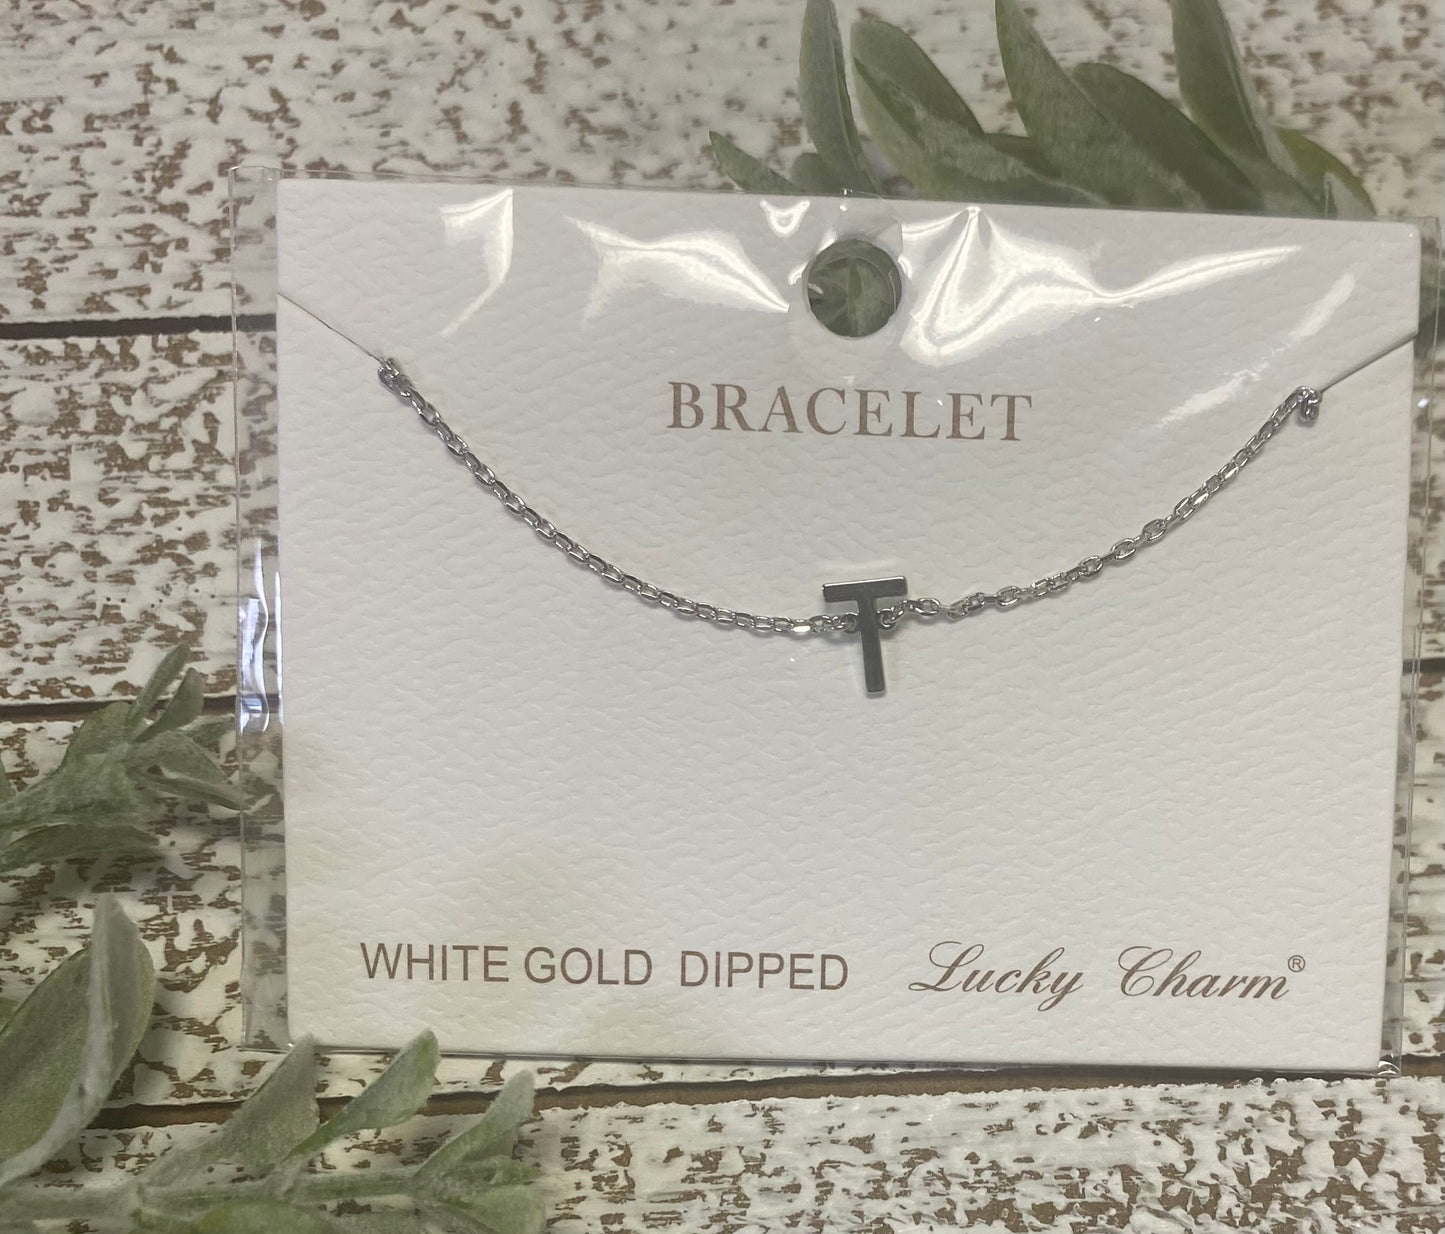 BRACELET
T
WHITE GOLD DIPPED Lucky Charm®